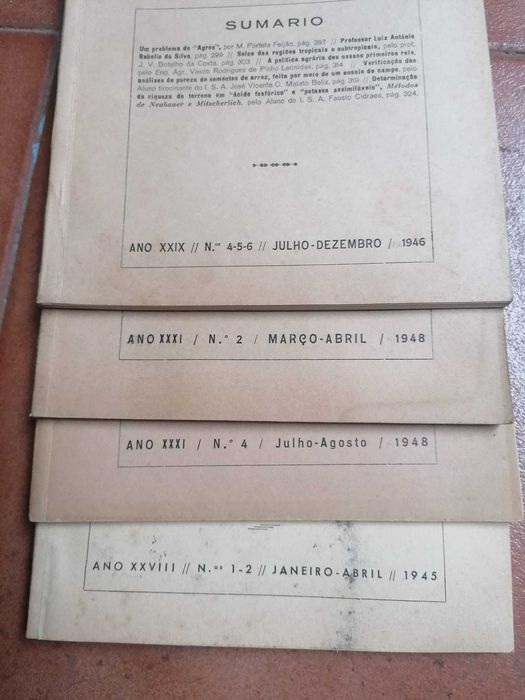 SUMARIO
Um problema do "Agros", por M. Portela Feijão, pág. 297 // Professor Luiz António
Rebello da Silva, pág. 299 // Solos das regiões tropicais e subtropicais, pelo prof.
J. V. Botelho da Costa, pág. 303 // A política agrária dos nossos primeiros reis,
pelo Eng. Agr. Vasco Rodrigues de Pinho Leonidas, pág. 314 // Verificação das
análises de pureza de sementes de arroz, feita por meio de um ensaio de campo, pelo
Aluno tirocinante do I. S. A. José Vicente C. Malato Beliz, pág. 319 // Determinação
da riqueza do terreno em "ácido fosfórico" e "potassa assimiláveis", Métodos
de Neubauer e Mitscherlich, pelo Aluno do I. S. A. Fausto Cidraes, pág. 324.
ANO XXIX // N.os 4-5-6 // JULHO-DEZEMBRO / 1946
ANO XXXI / N.º 2 / MARÇO-ABRIL / 1948
ANO XXXI / N.º 4 / Julho-Agosto / 1948
ANO XXVIII // N.os 1-2 // JANEIRO-ABRIL // 1945